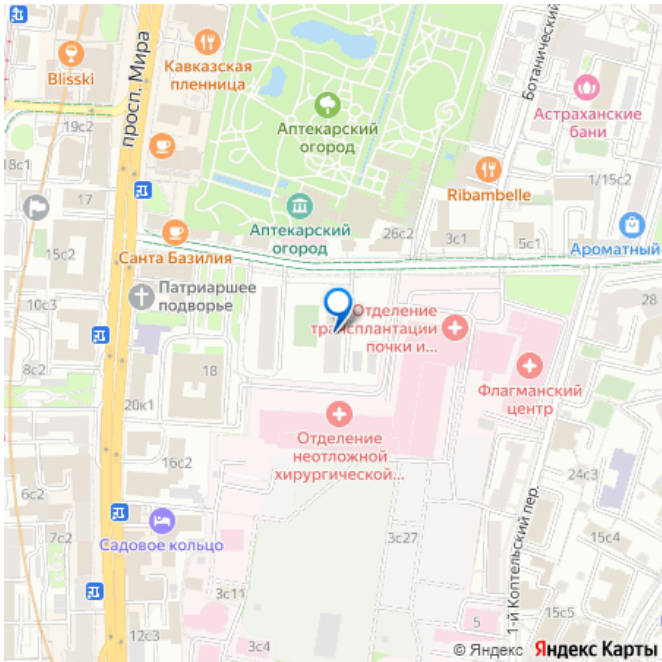 Blisski
просп. Мира
Кавказская
пленница
Аптекарский
огород
Ботанический
Астраханские
бани
19с2
18с1
17
Ribambelle
1/15с2
Аптекарский
огород
26с2
3с1
5с1
Ароматный
15с2
Санта Базилия
Патриаршее
подворье
10с3
Отделение
трансплантации
почки и...
28
18
Флагманский
центр
20к1
Отделение
неотложной
хирургической...
16с2
6с2
24с3
Садовое кольцо
7с2
3с27
15с4
1-й Коптельский пер.
3с11
5
15с5
12с3
3с4
© Яндекс Яндекс Карты